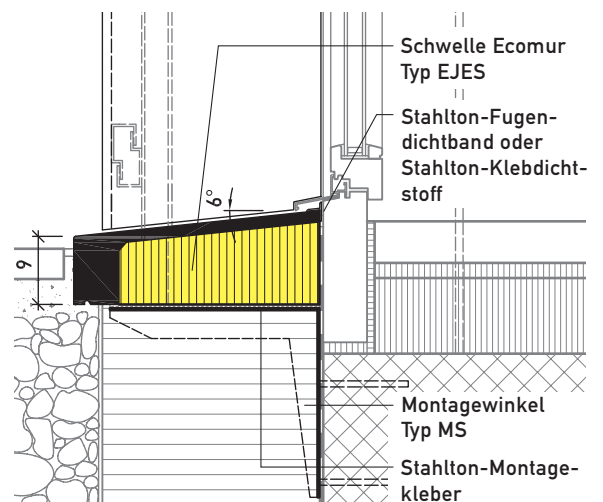 Schwelle Ecomur
Typ EJES
Stahlton-Fugen-
dichtband oder
Stahlton-Klebdicht-
stoff
6°
9
Montagewinkel
Typ MS
Stahlton-Montage-
kleber